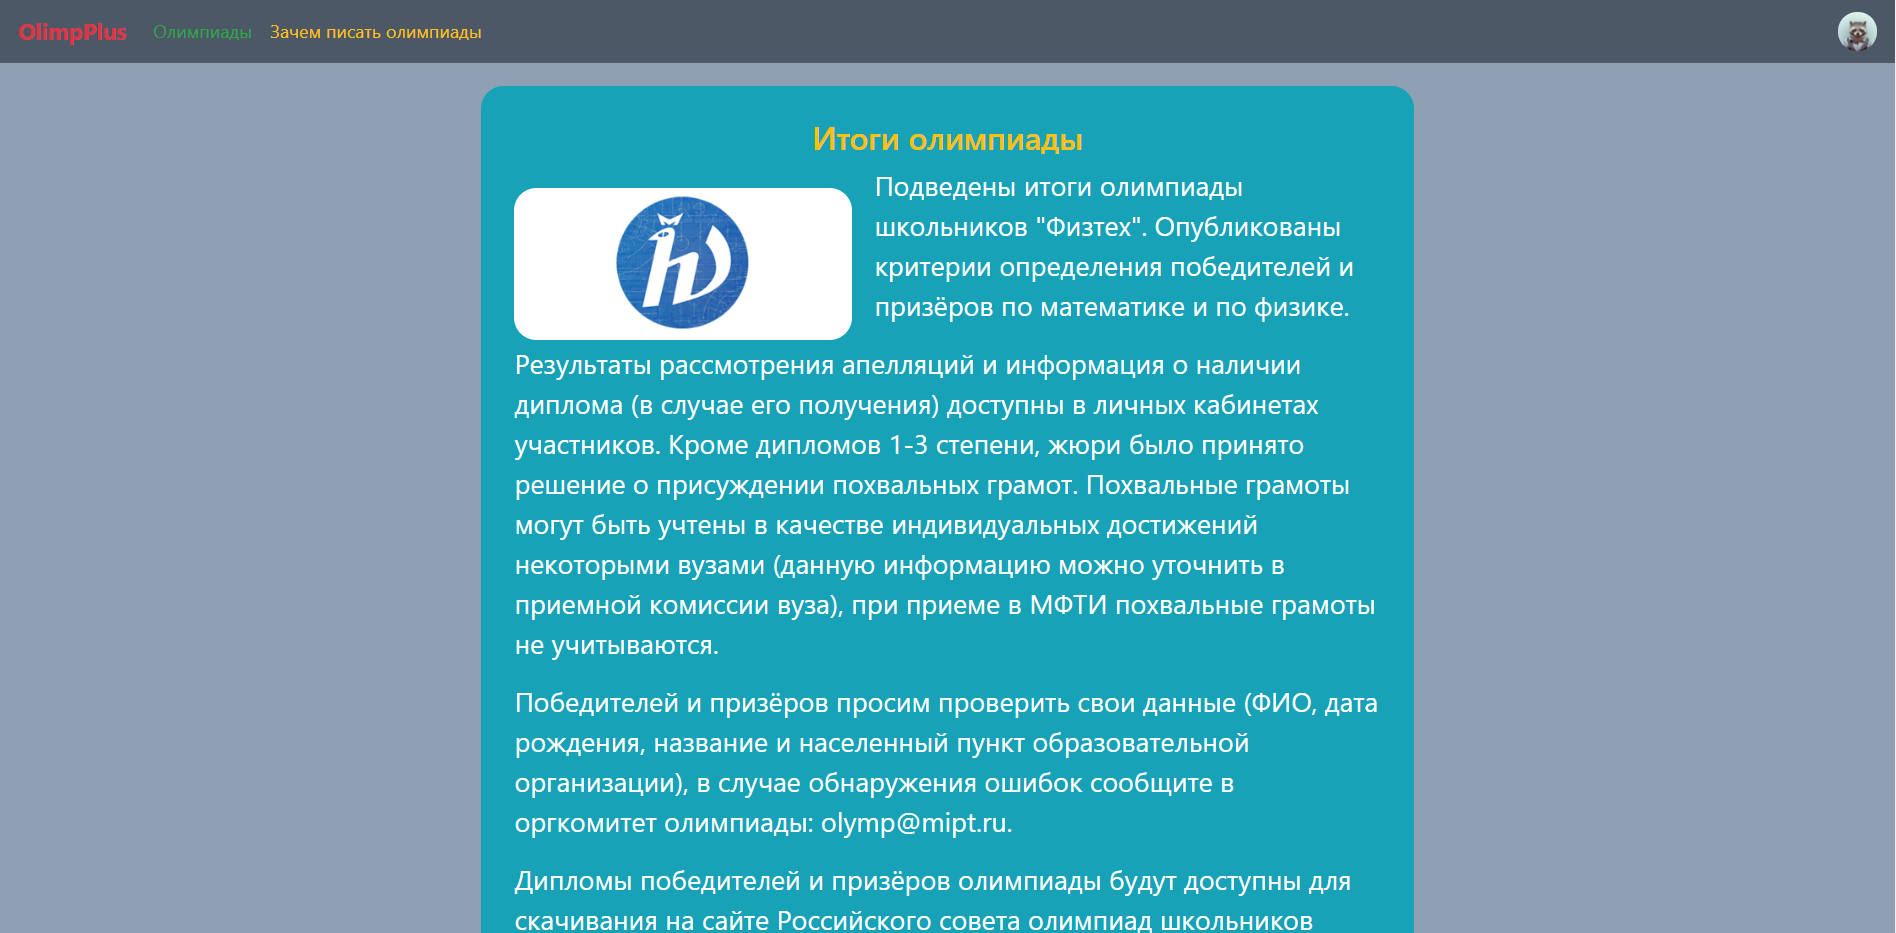 OlimpPlus Олимпиады Зачем писать олимпиады
Итоги олимпиады
Подведены итоги олимпиады
школьников "Физтех". Опубликованы
критерии определения победителей и
призёров по математике и по физике.
Результаты рассмотрения апелляций и информация о наличии
диплома (в случае его получения) доступны в личных кабинетах
участников. Кроме дипломов 1-3 степени, жюри было принято
решение о присуждении похвальных грамот. Похвальные грамоты
могут быть учтены в качестве индивидуальных достижений
некоторыми вузами (данную информацию можно уточнить в
приемной комиссии вуза), при приеме в МФТИ похвальные грамоты
не учитываются.
Победителей и призёров просим проверить свои данные (ФИО, дата
рождения, название и населенный пункт образовательной
организации), в случае обнаружения ошибок сообщите в
оргкомитет олимпиады: olymp@mipt.ru.
Дипломы победителей и призёров олимпиады будут доступны для
скачивания на сайте Российского совета олимпиад школьников